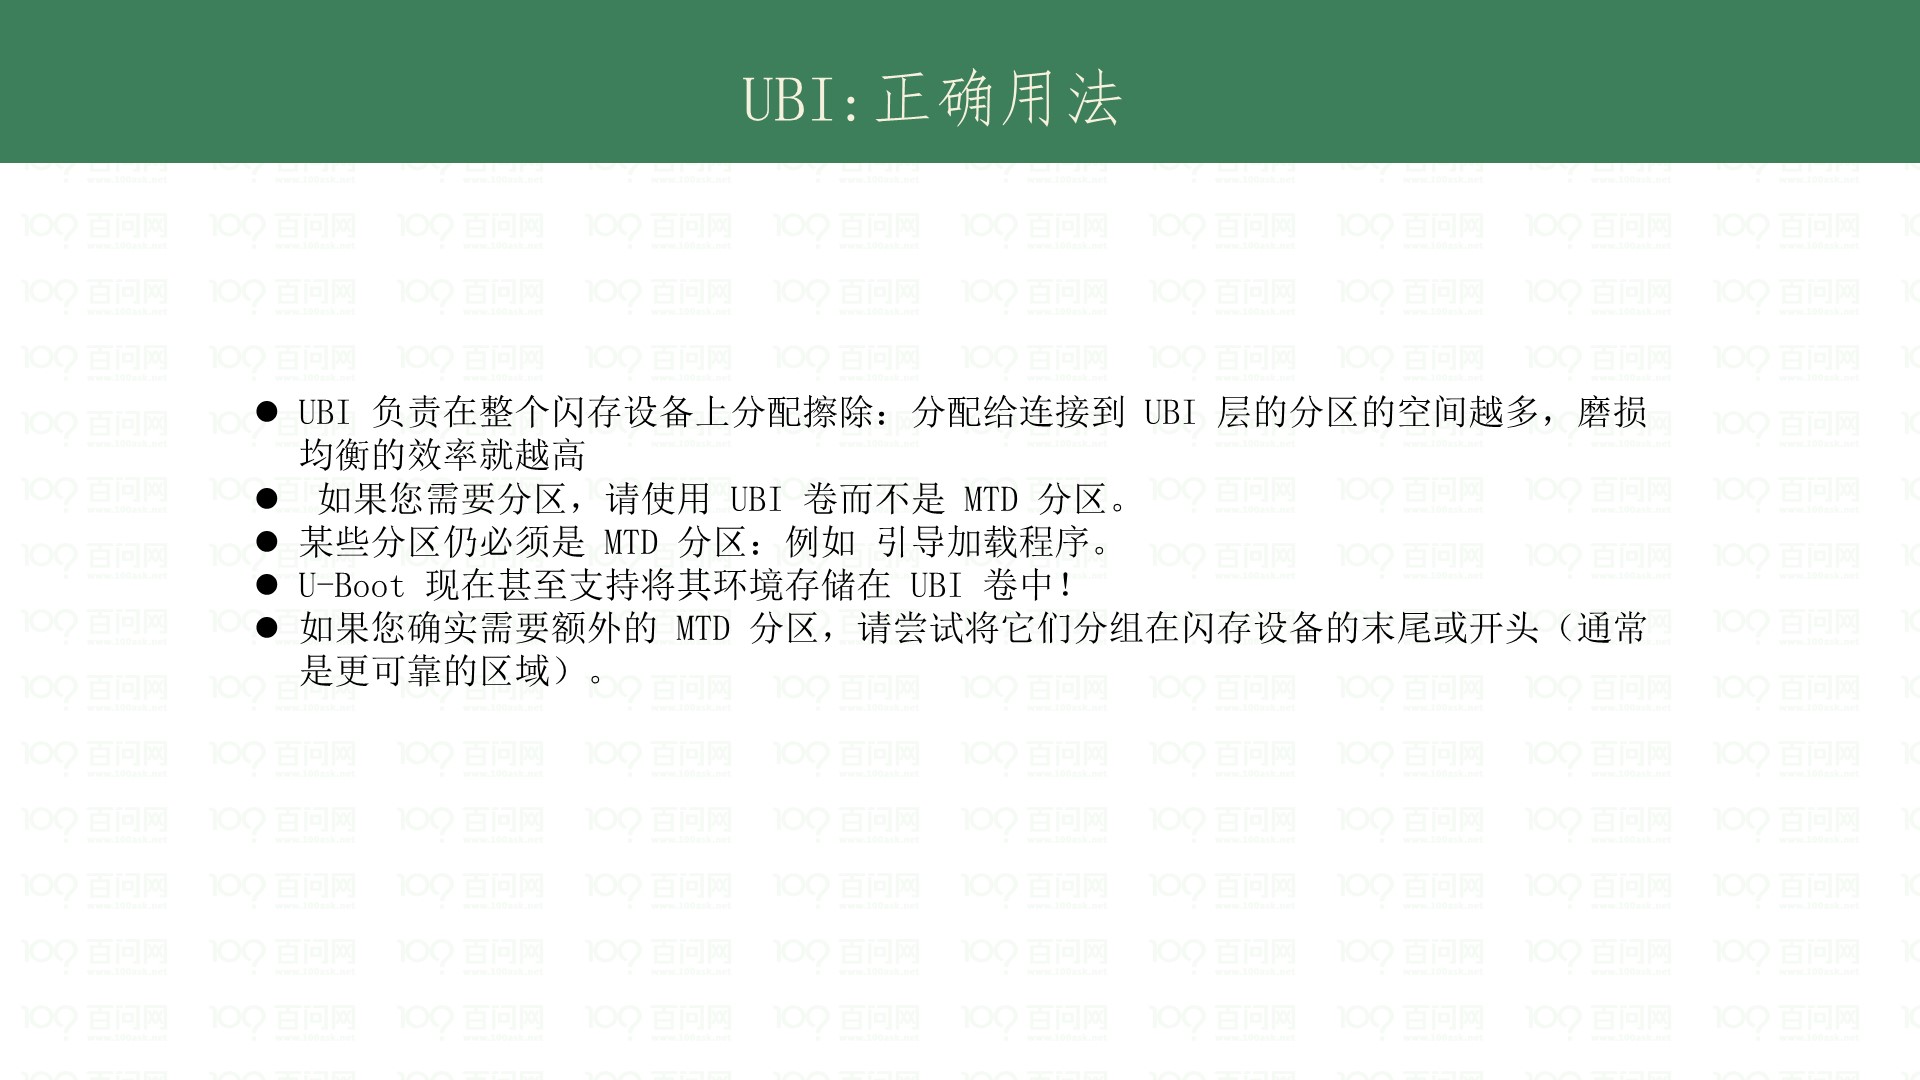 UBI:正确用法
● UBI 负责在整个闪存设备上分配擦除：分配给连接到 UBI 层的分区的空间越多，磨损
均衡的效率就越高
● 如果您需要分区，请使用 UBI 卷而不是 MTD 分区。
● 某些分区仍必须是 MTD 分区：例如 引导加载程序。
● U-Boot 现在甚至支持将其环境存储在 UBI 卷中！
● 如果您确实需要额外的 MTD 分区，请尝试将它们分组在闪存设备的末尾或开头（通常
是更可靠的区域）。